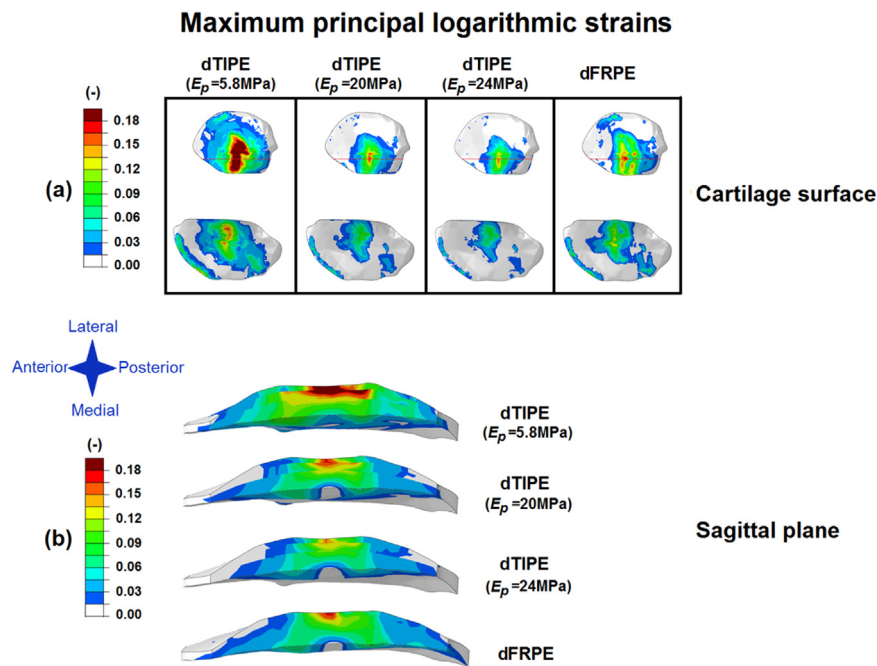 Maximum principal logarithmic strains
dTIPE
(Ep=5.8MPa)
dTIPE
(Ep=20MPa)
dTIPE
(Ep=24MPa)
dFRPE
(-)
0.18
0.15
0.12
0.09
0.06
0.03
0.00
(a)
Cartilage surface
Lateral
Anterior
Posterior
Medial
(-)
0.18
0.15
0.12
0.09
0.06
0.03
0.00
(b)
dTIPE
(Ep=5.8MPa)
dTIPE
(Ep=20MPa)
dTIPE
(Ep=24MPa)
dFRPE
Sagittal plane